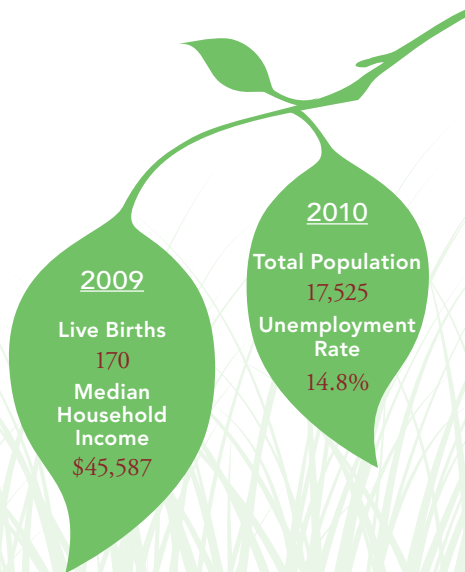 2009
Live Births
170
Median
Household
Income
$45,587
2010
Total Population
17,525
Unemployment
Rate
14.8%